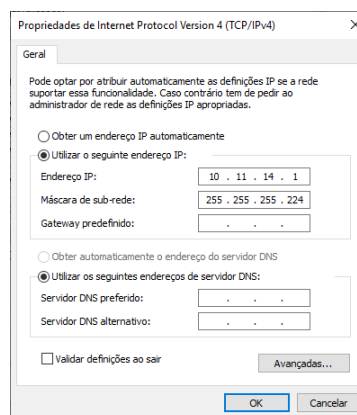 Propriedades de Internet Protocol Version 4 (TCP/IPv4)
Geral
Pode optar por atribuir automaticamente as definições IP se a rede
suportar essa funcionalidade. Caso contrário tem de pedir ao
administrador de rede as definições IP apropriadas.
Obter um endereço IP automaticamente
Utilizar o seguinte endereço IP:
Endereço IP: 10 . 11 . 14 . 1
Máscara de sub-rede: 255 . 255 . 255 . 224
Gateway predefinido: . . .
Obter automaticamente o endereço do servidor DNS
Utilizar os seguintes endereços de servidor DNS:
Servidor DNS preferido: . . .
Servidor DNS alternativo: . . .
Validar definições ao sair
Avançadas...
OK Cancelar